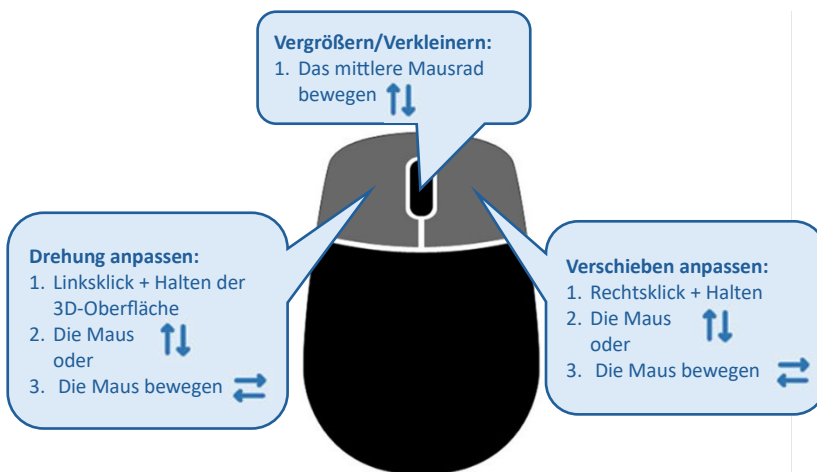 Vergrößern/Verkleinern:
1. Das mittlere Mausrad
bewegen
Drehung anpassen:
1. Linksklick + Halten der
3D-Oberfläche
2. Die Maus
oder
3. Die Maus bewegen
Verschieben anpassen:
1. Rechtsklick + Halten
2. Die Maus
oder
3. Die Maus bewegen